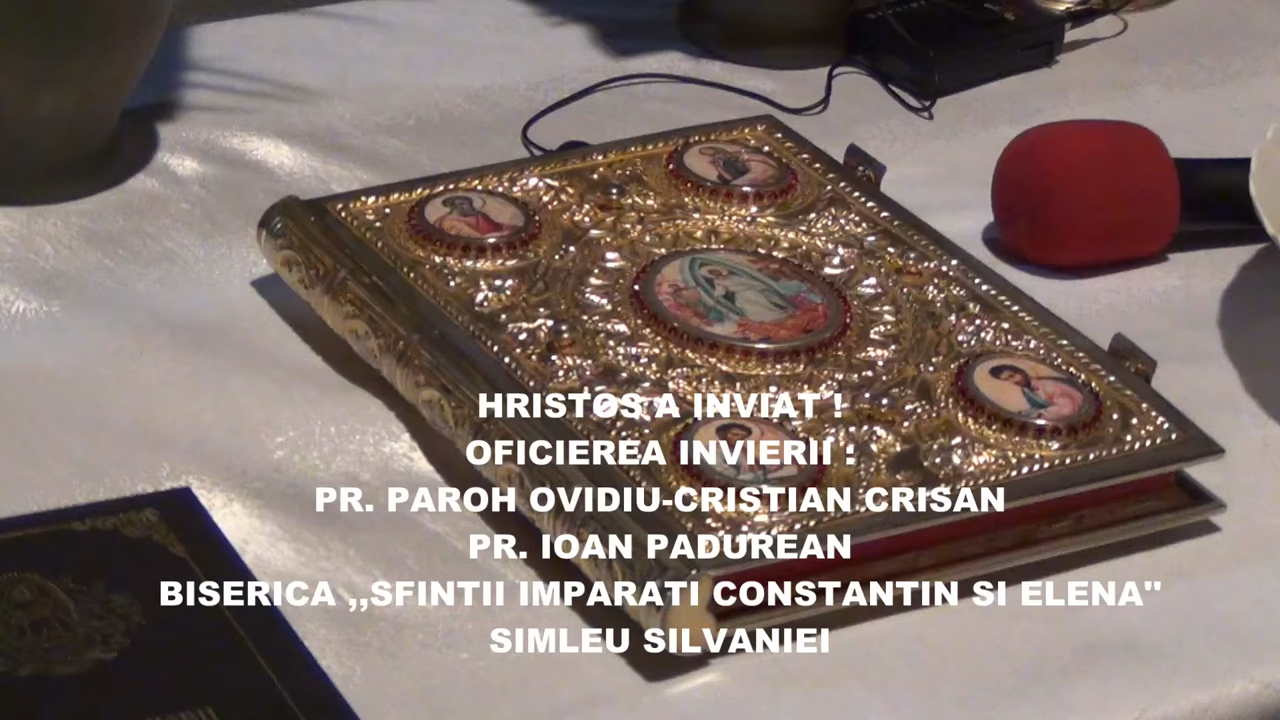 HRISTOS A INVIAT !
OFICIEREA INVIERII :
PR. PAROH OVIDIU-CRISTIAN CRISAN
PR. IOAN PADUREAN
BISERICA ,,SFINTII IMPARATI CONSTANTIN SI ELENA"
SIMLEU SILVANIEI